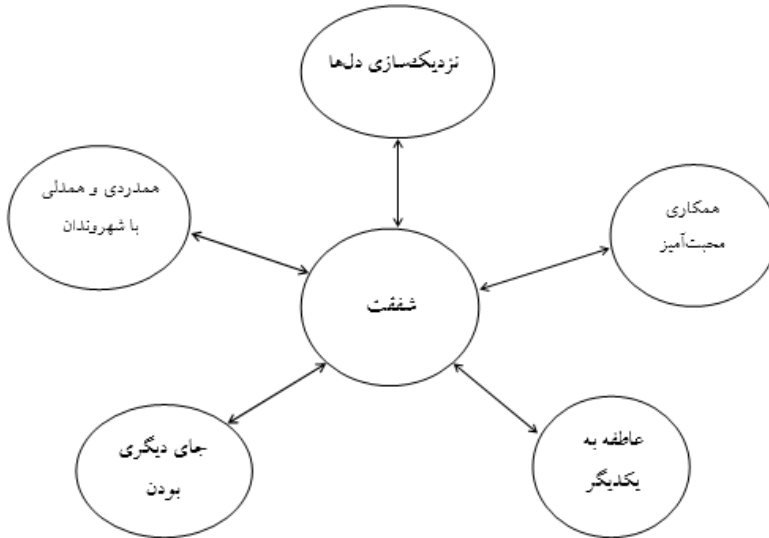 نزدیک‌سازی دل‌ها
همدردی و همدلی
با شهروندان
همکاری
محبت‌آمیز
شفقت
جای دیگری
بودن
عاطفه به
یکدیگر